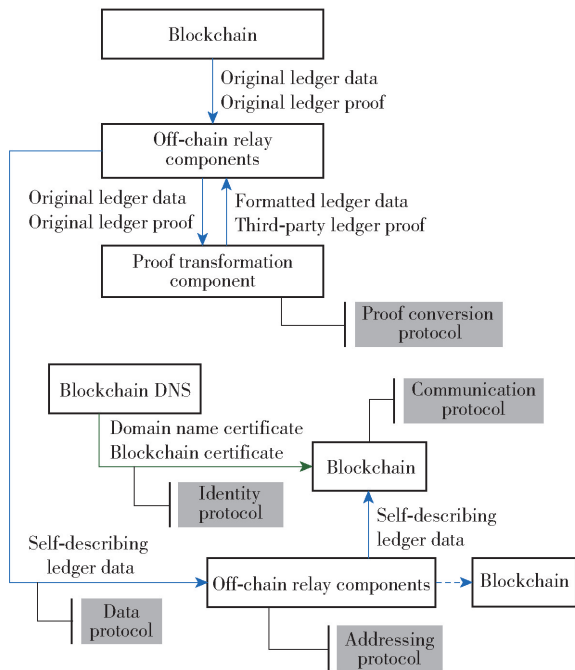 Blockchain
Original ledger data
Original ledger proof
Off-chain relay
components
Original ledger data
Original ledger proof
Formatted ledger data
Third-party ledger proof
Proof transformation
component
Proof conversion
protocol
Blockchain DNS
Communication
protocol
Domain name certificate
Blockchain certificate
Blockchain
Identity
protocol
Self-describing
ledger data
Self-describing
ledger data
Off-chain relay components
Blockchain
Data
protocol
Addressing
protocol